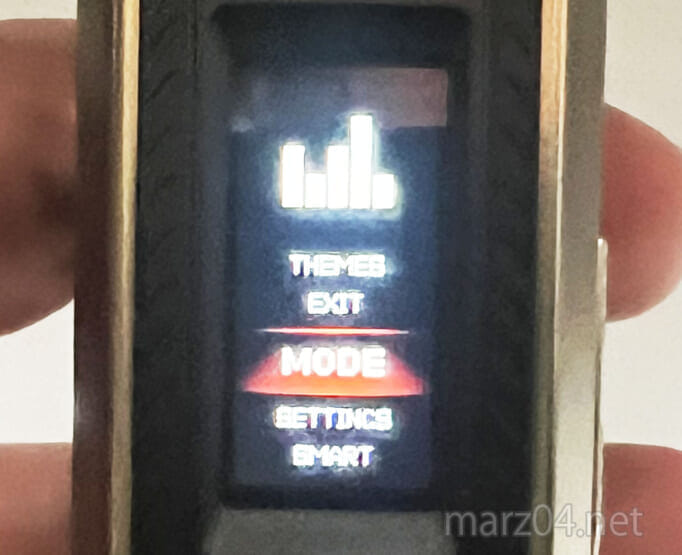 THEMES
EXIT
MODE
SETTINGS
SMART
marz04.net